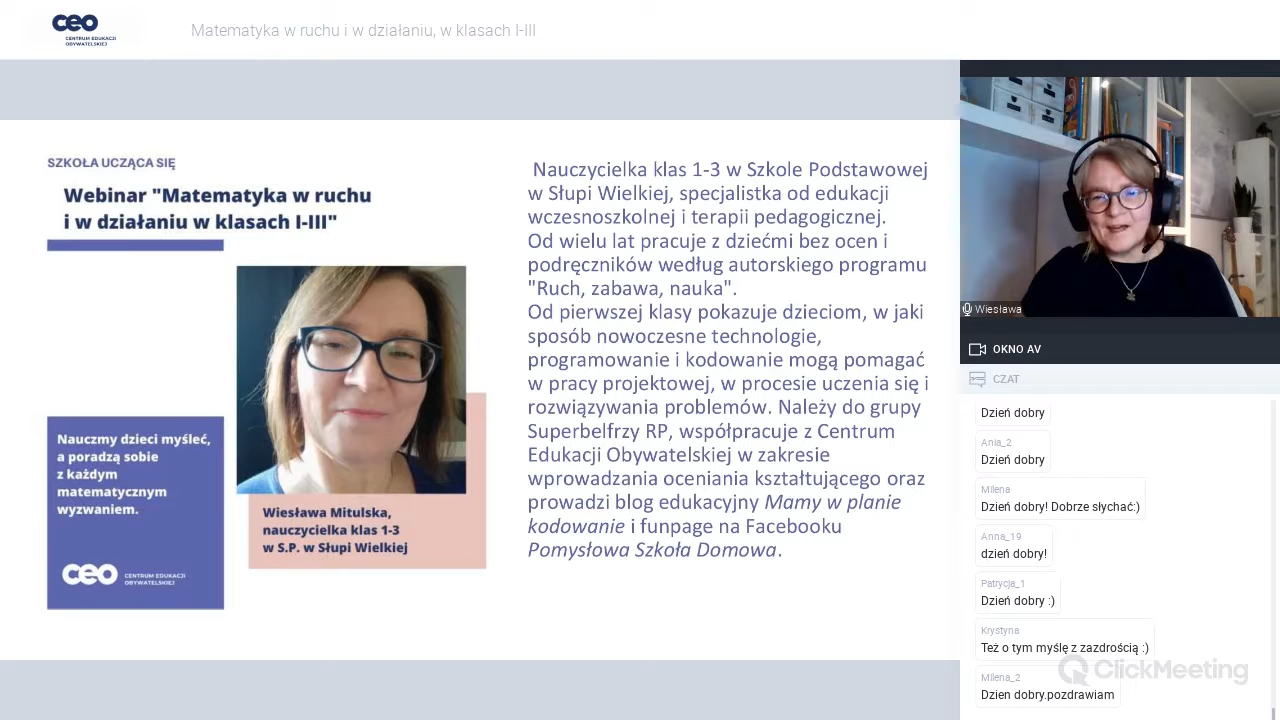 ceo
CENTRUM EDUKACJI
OBYWATELSKIEJ
Matematyka w ruchu i w działaniu, w klasach I-III
SZKOŁA UCZĄCA SIĘ
Webinar "Matematyka w ruchu
i w działaniu w klasach I-III"
Nauczmy dzieci myśleć,
a poradzą sobie
z każdym
matematycznym
wyzwaniem.
ceo
CENTRUM EDUKACJI
OBYWATELSKIEJ
Wiesława Mitulska,
nauczycielka klas 1-3
w S.P. w Słupi Wielkiej
Nauczycielka klas 1-3 w Szkole Podstawowej
w Słupi Wielkiej, specjalistka od edukacji
wczesnoszkolnej i terapii pedagogicznej.
Od wielu lat pracuje z dziećmi bez ocen i
podręczników według autorskiego programu
"Ruch, zabawa, nauka".
Od pierwszej klasy pokazuje dzieciom, w jaki
sposób nowoczesne technologie,
programowanie i kodowanie mogą pomagać
w pracy projektowej, w procesie uczenia się i
rozwiązywania problemów. Należy do grupy
Superbelfrzy RP, współpracuje z Centrum
Edukacji Obywatelskiej w zakresie
wprowadzania oceniania kształtującego oraz
prowadzi blog edukacyjny Mamy w planie
kodowanie i funpage na Facebooku
Pomysłowa Szkoła Domowa.
Wiesława
OKNO AV
CZAT
Dzień dobry
Ania_2
Dzień dobry
Milena
Dzień dobry! Dobrze słychać:)
Anna_19
dzień dobry!
Patrycja_1
Dzień dobry :)
Krystyna
Też o tym myślę z zazdrością :)
ClickMeeting
Milena_2
Dzien dobry.pozdrawiam